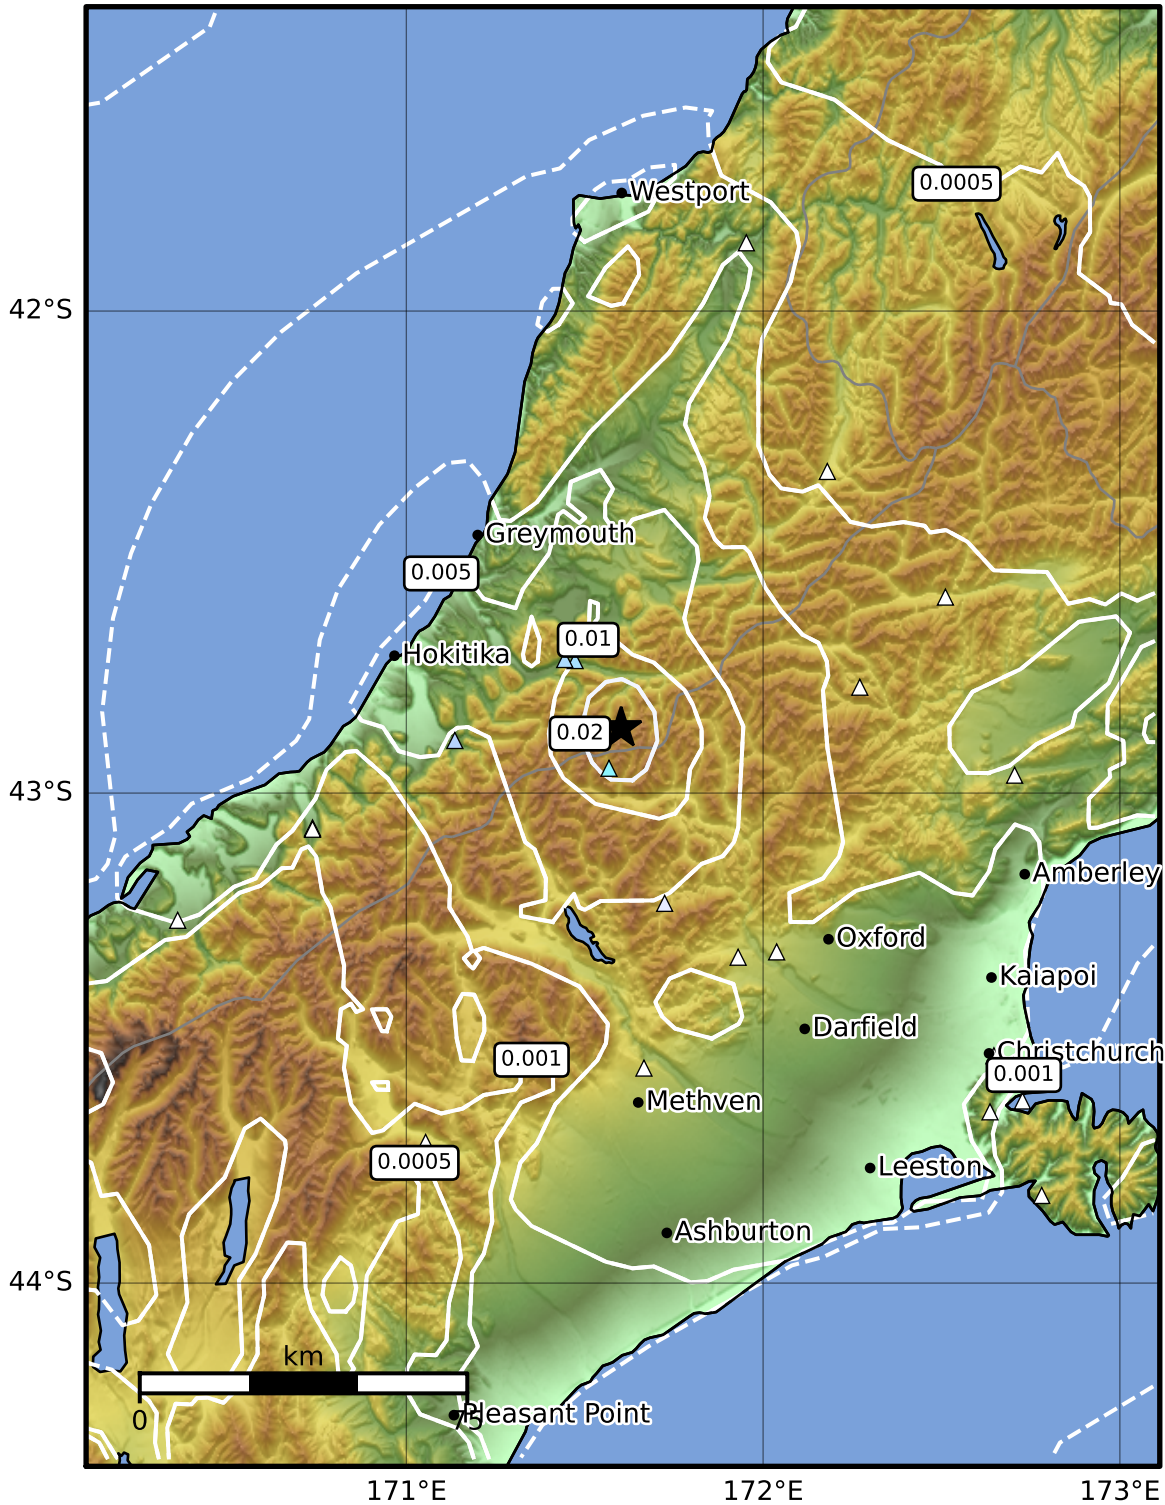 0.0005
Westport
42°S
Greymouth
0.005
0.01
Hokitika
0.02
43°S
Amberley
Oxford
Kaiapoi
Darfield
Christchurch
0.001
0.001
Methven
0.0005
Leeston
Ashburton
44°S
km
0
75
Pleasant Point
171°E
172°E
173°E